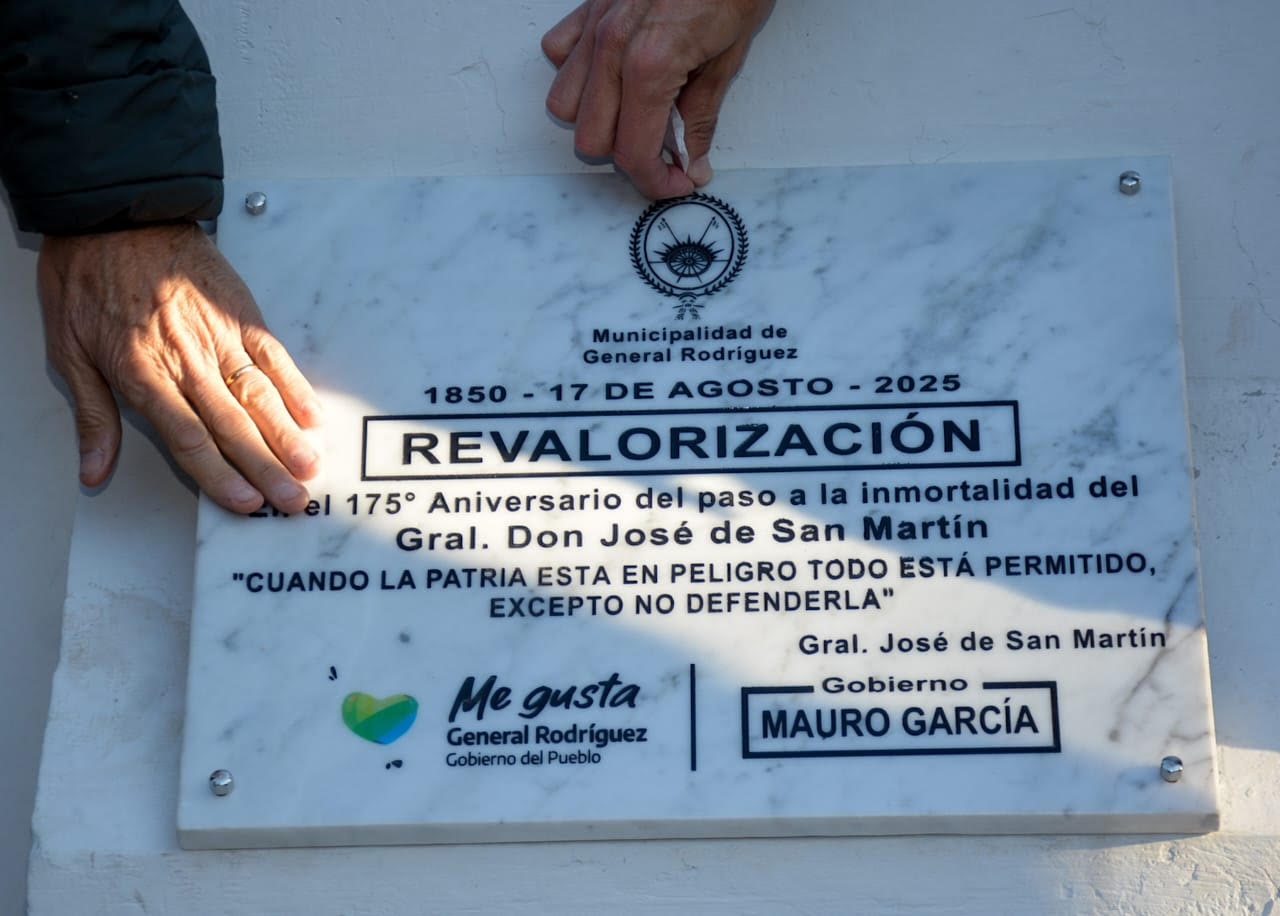 Municipalidad de
General Rodríguez
1850 - 17 DE AGOSTO - 2025
REVALORIZACIÓN
En el 175° Aniversario del paso a la inmortalidad del
Gral. Don José de San Martín
"CUANDO LA PATRIA ESTA EN PELIGRO TODO ESTÁ PERMITIDO,
EXCEPTO NO DEFENDERLA"
Gral. José de San Martín
Me gusta
General Rodríguez
Gobierno del Pueblo
Gobierno
MAURO GARCÍA